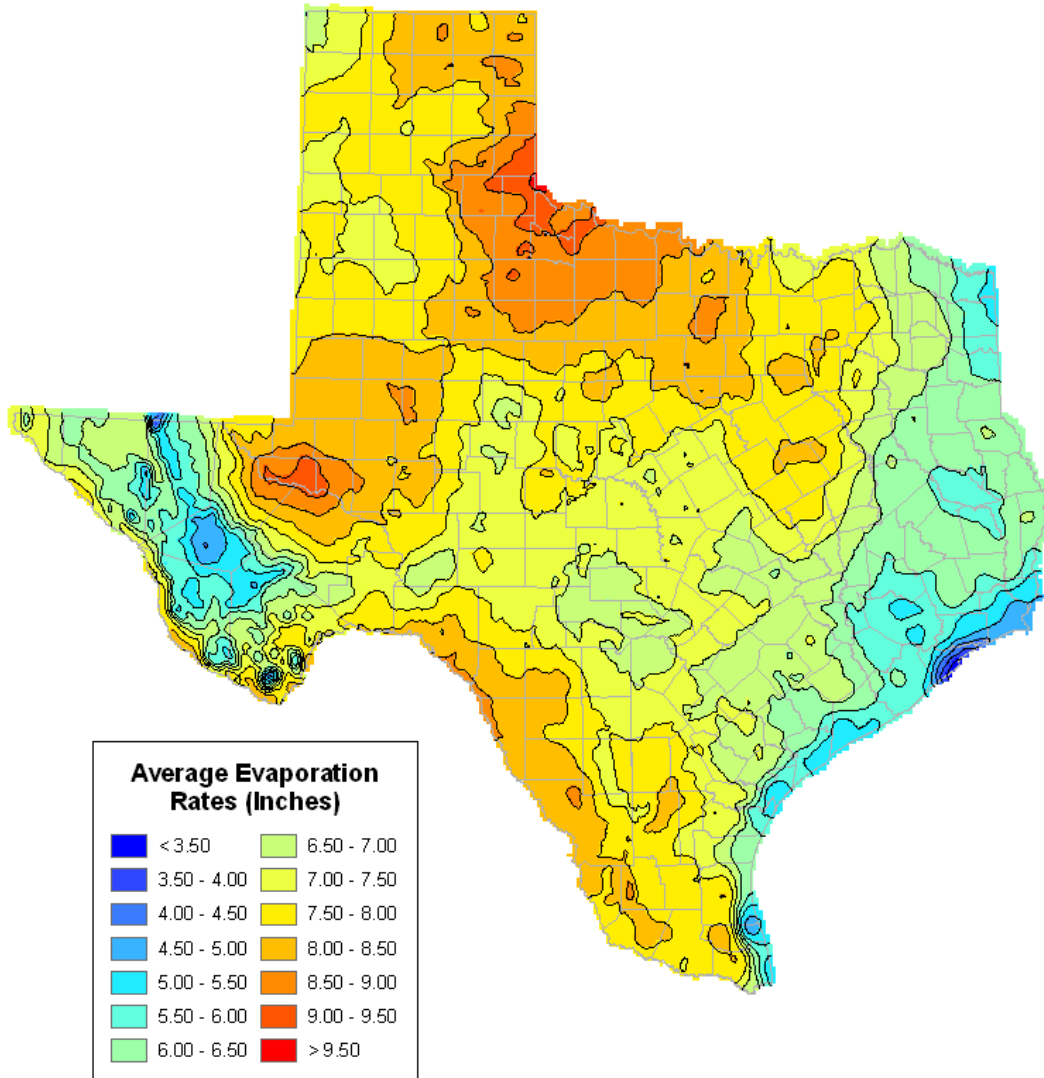 Average Evaporation
Rates (Inches)
< 3.50
3.50 - 4.00
4.00 - 4.50
4.50 - 5.00
5.00 - 5.50
5.50 - 6.00
6.00 - 6.50
6.50 - 7.00
7.00 - 7.50
7.50 - 8.00
8.00 - 8.50
8.50 - 9.00
9.00 - 9.50
> 9.50